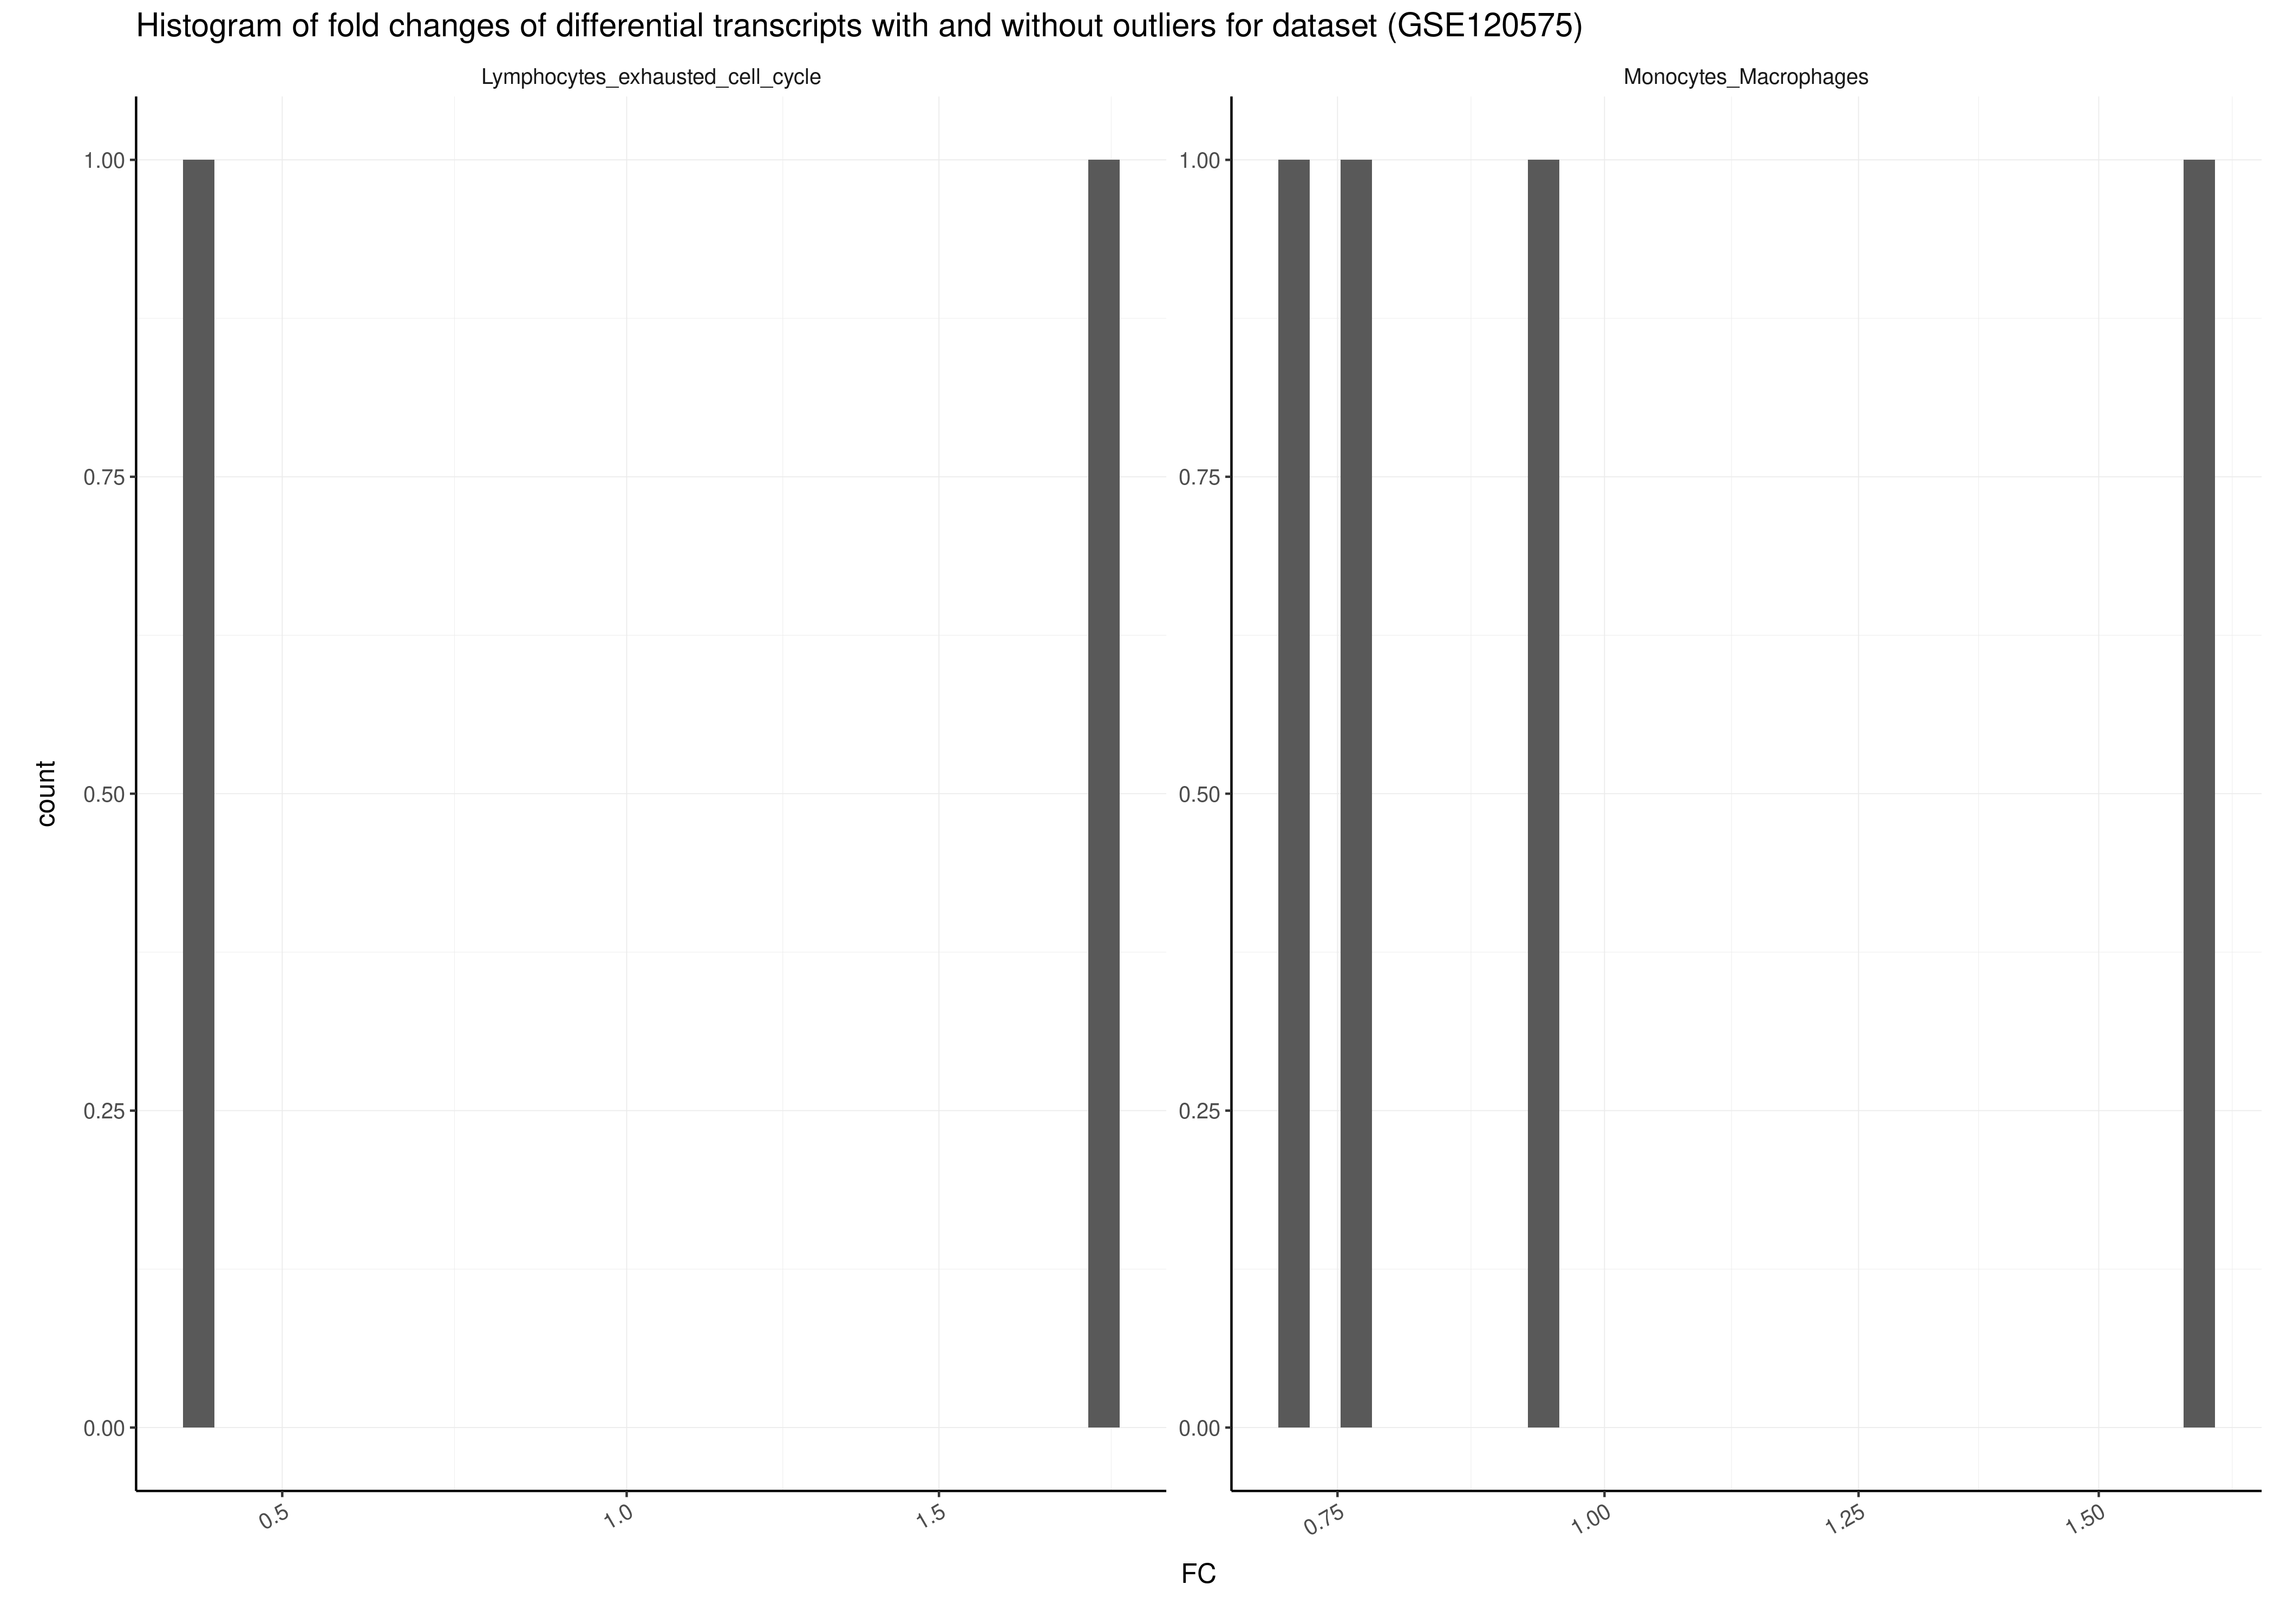 Histogram of fold changes of differential transcripts with and without outliers for dataset (GSE120575)
Lymphocytes_exhausted_cell_cycle
Monocytes_Macrophages
count
1.00
0.75
0.50
0.25
0.00
1.00
0.75
0.50
0.25
0.00
0.5 1.0 1.5
0.75 1.00 1.25 1.50
FC